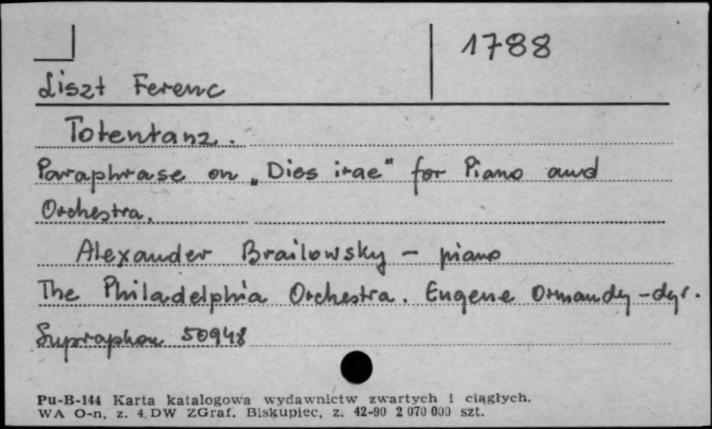 1788
Liszt Ferenc
Totentanz.
Paraphrase on „Dies irae" for Piano and
Orchestra.
Alexander Brailowsky – piano
The Philadelphia Orchestra. Eugene Ormandy – dyr.
Supraphon 50948
Pu-B-144 Karta katalogowa wydawnictw zwartych i ciągłych.
WA O-n, z. 4. DW ZGraf. Biskupiec, z. 42-90 2 070 000 szt.